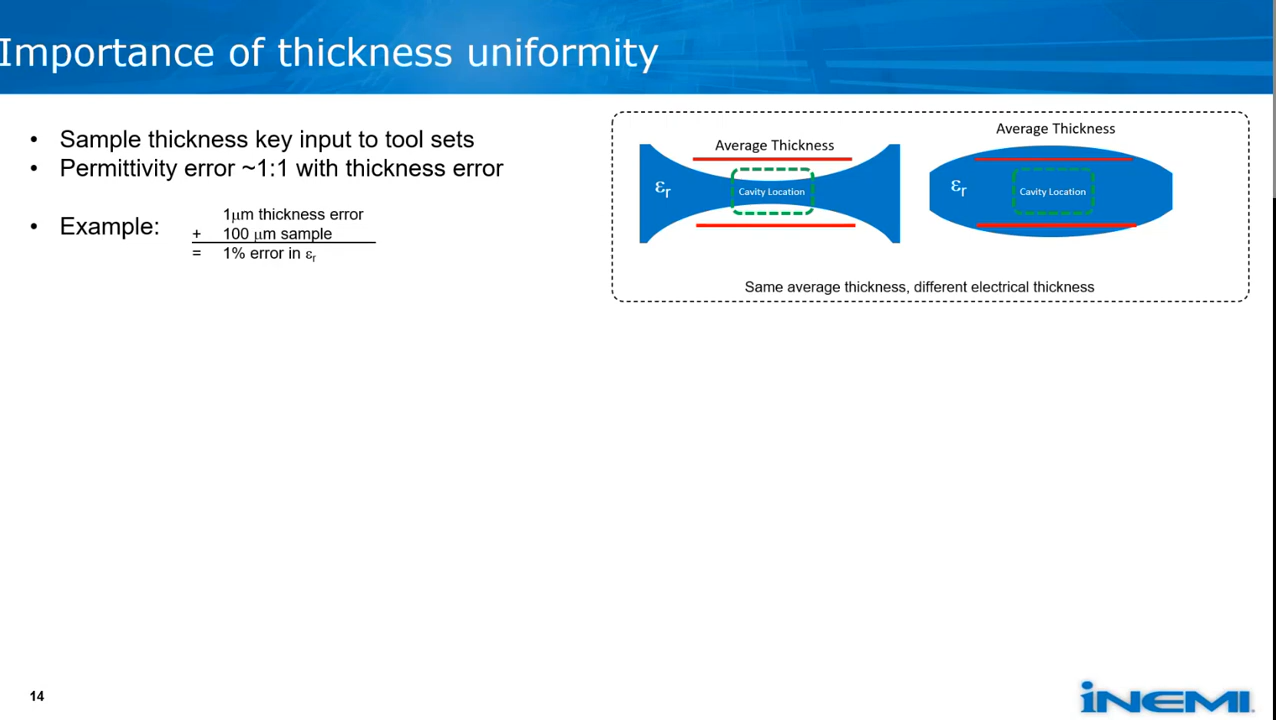 Importance of thickness uniformity
• Sample thickness key input to tool sets
• Permittivity error ~1:1 with thickness error
• Example:
1μm thickness error
+ 100 μm sample
= 1% error in εr
Average Thickness
εr
Cavity Location
Average Thickness
εr
Cavity Location
Same average thickness, different electrical thickness
14
iNEMI